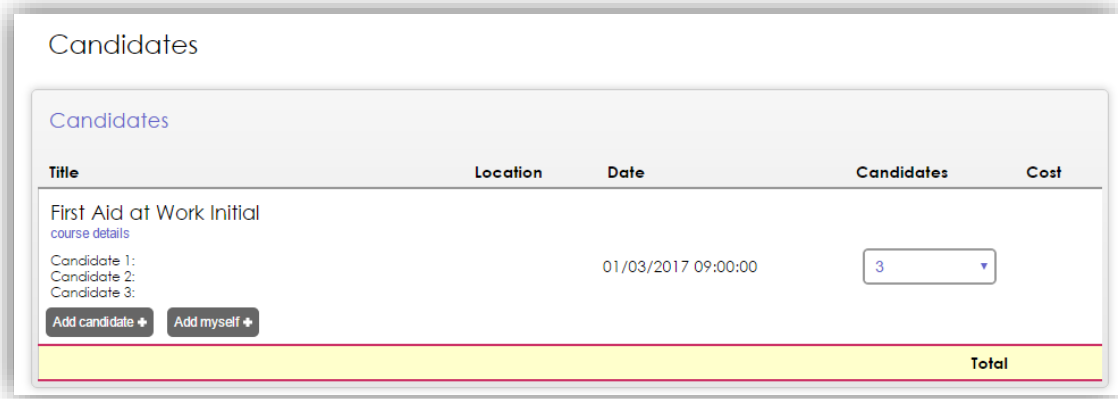 Candidates
Candidates
Title Location Date Candidates Cost
First Aid at Work Initial
course details
Candidate 1:
Candidate 2:
Candidate 3:
01/03/2017 09:00:00 3
Add candidate + Add myself +
Total